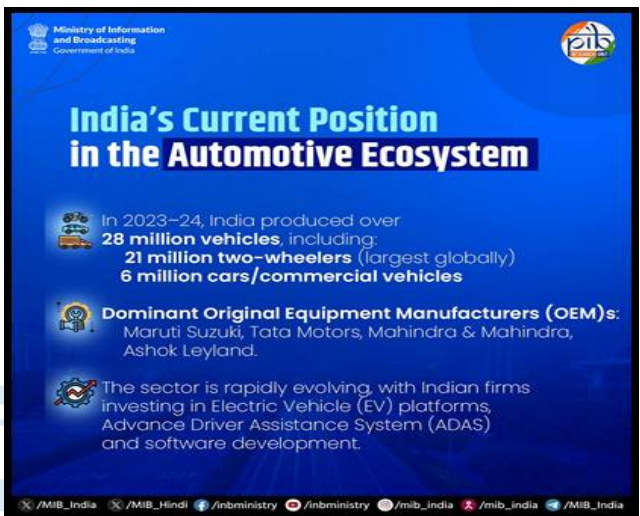 Ministry of Information
and Broadcasting
Government of India
pib
India's Current Position
in the Automotive Ecosystem
In 2023–24, India produced over
28 million vehicles, including:
21 million two-wheelers (largest globally)
6 million cars/commercial vehicles
Dominant Original Equipment Manufacturers (OEM)s:
Maruti Suzuki, Tata Motors, Mahindra & Mahindra,
Ashok Leyland.
The sector is rapidly evolving, with Indian firms
investing in Electric Vehicle (EV) platforms,
Advance Driver Assistance System (ADAS)
and software development.
/MIB_India /MIB_Hindi /inbministry /inbministry /mib_india /mib_india /MIB_India